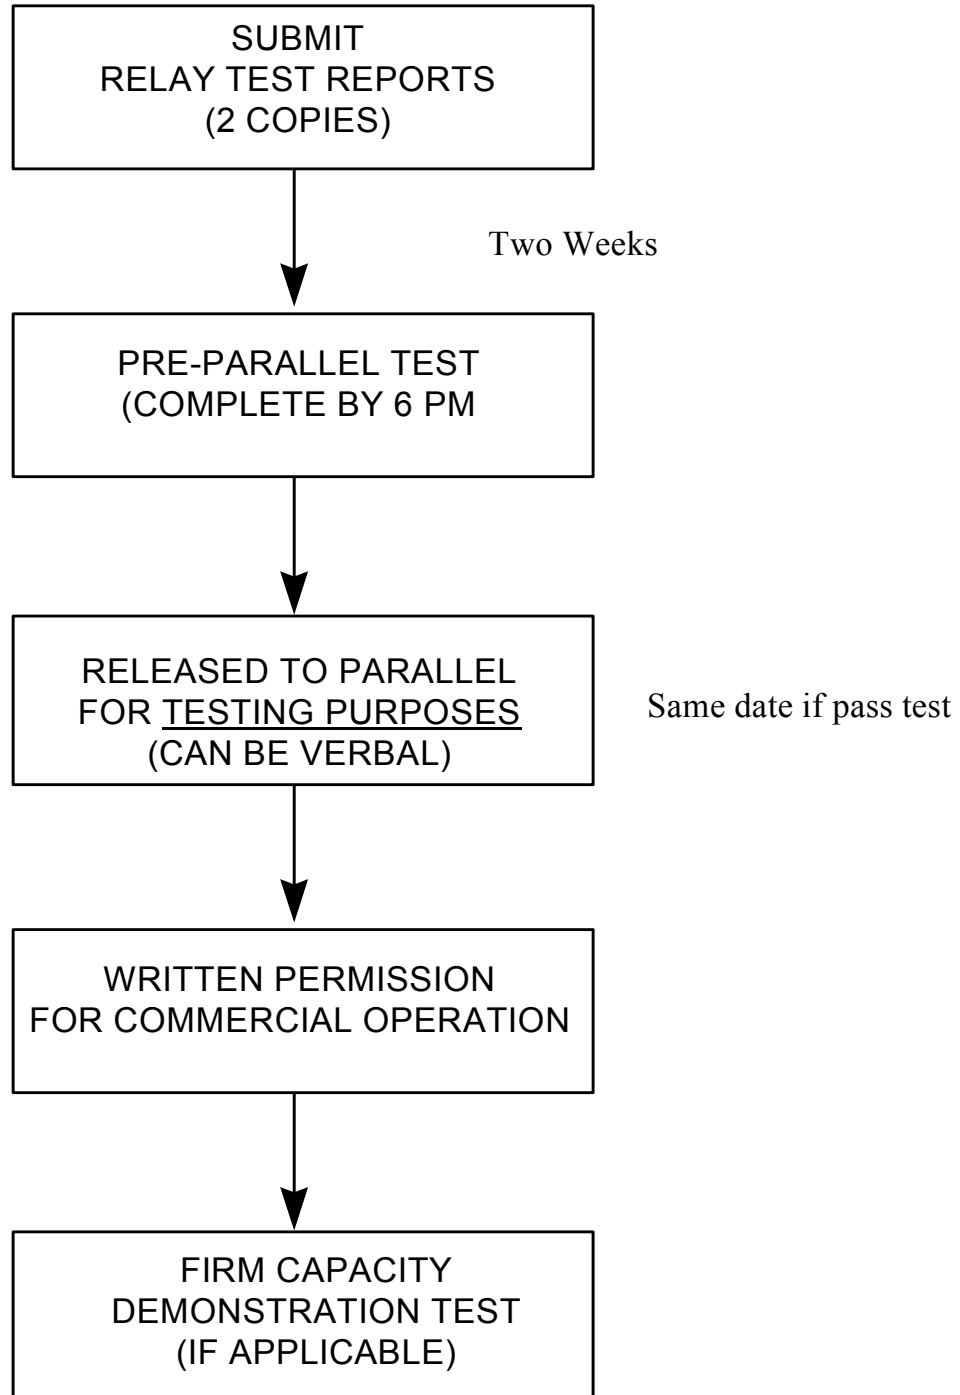 SUBMIT
RELAY TEST REPORTS
(2 COPIES)
Two Weeks
PRE-PARALLEL TEST
(COMPLETE BY 6 PM
RELEASED TO PARALLEL
FOR TESTING PURPOSES
(CAN BE VERBAL)
Same date if pass test
WRITTEN PERMISSION
FOR COMMERCIAL OPERATION
FIRM CAPACITY
DEMONSTRATION TEST
(IF APPLICABLE)